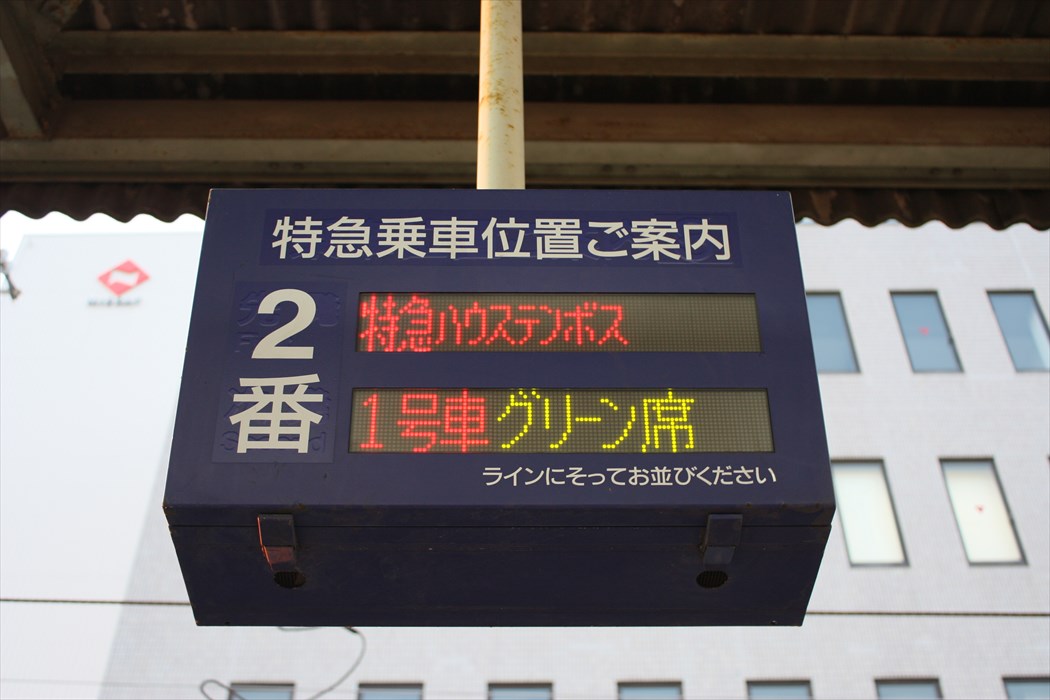 特急乗車位置ご案内
2番
特急ハウステンボス
1号車グリーン席
ラインにそってお並びください